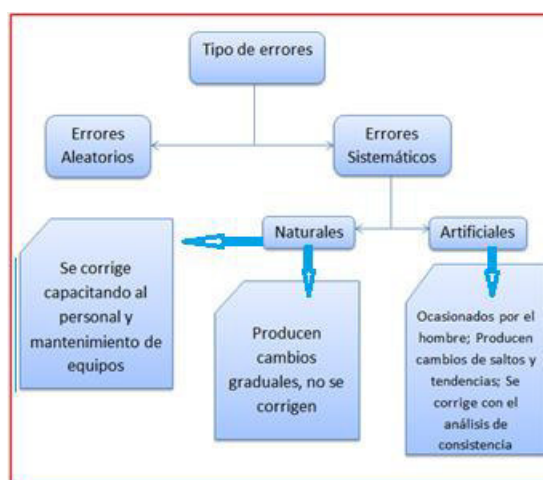 Tipo de errores
Errores
Aleatorios
Errores
Sistemáticos
Naturales
Artificiales
Se corrige
capacitando al
personal y
mantenimiento de
equipos
Producen
cambios
graduales, no se
corrigen
Ocasionados por el
hombre; Producen
cambios de saltos y
tendencias; Se
corrige con el
análisis de
consistencia